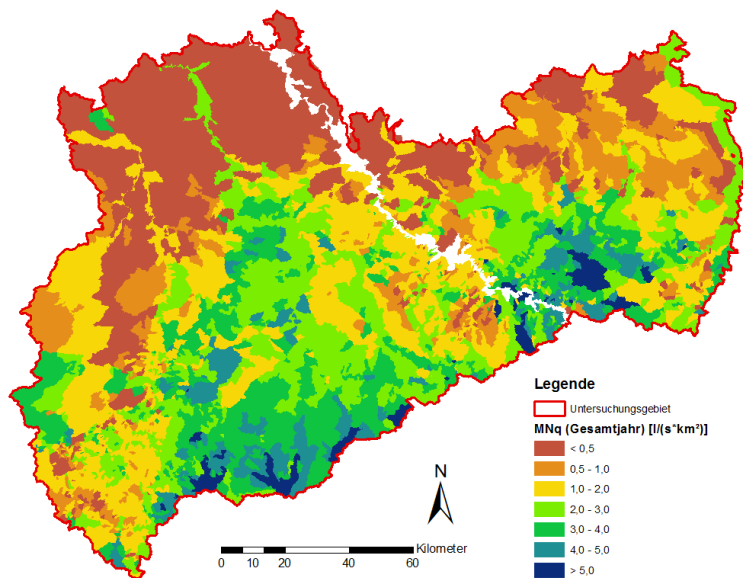 Legende
Untersuchungsgebiet
MNq (Gesamtjahr) [l/(s*km²)]
< 0,5
0,5 - 1,0
1,0 - 2,0
2,0 - 3,0
3,0 - 4,0
4,0 - 5,0
> 5,0
N
Kilometer
0 10 20 40 60